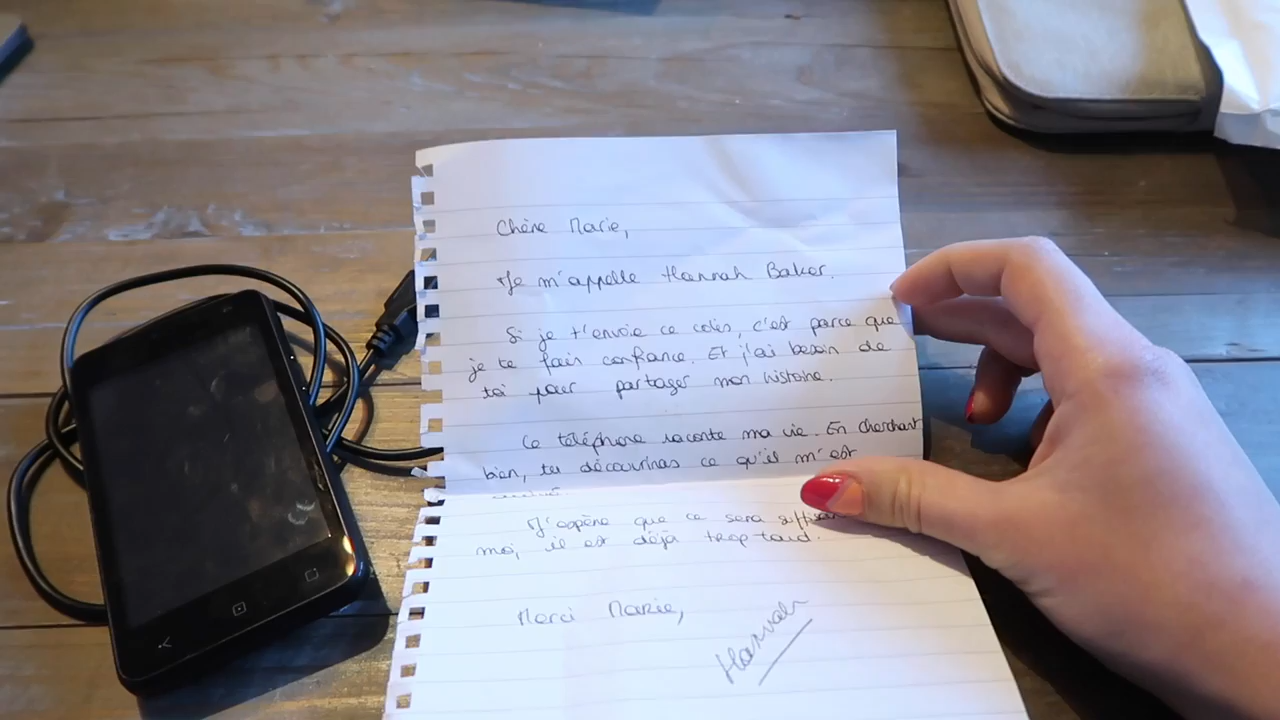 Chère Marie,
Je m'appelle Hannah Baker.
Si je t'envoie ce colis, c'est parce que
je te fais confiance. Et j'ai besoin de
toi pour partager mon histoire.
Ce téléphone raconte ma vie. En cherchant
bien, tu découvriras ce qu'il m'est
J'espère que ce sera
moi, il est déjà trop tard.
Merci Marie,
Hannah